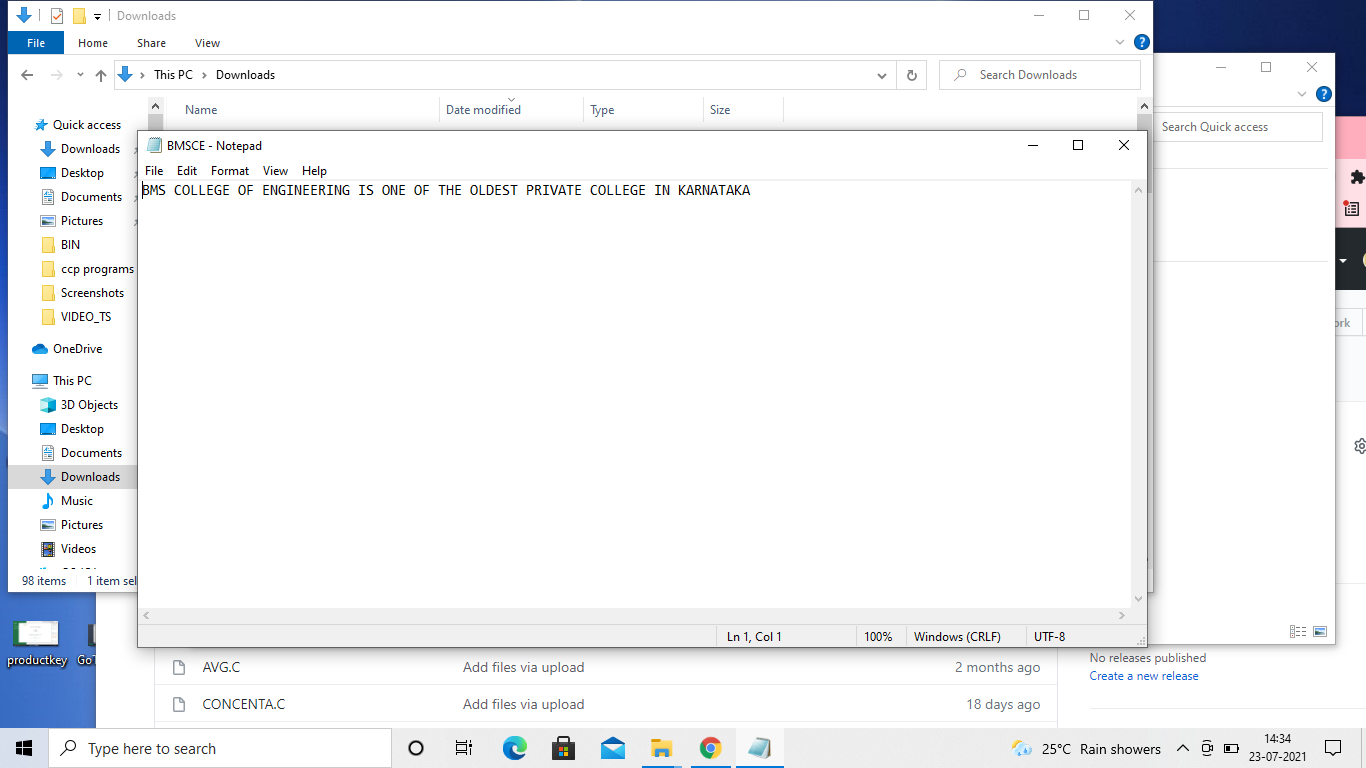 Downloads
File Home Share View
This PC Downloads
Search Downloads
Name Date modified Type Size
Search Quick access
Quick access
Downloads
Desktop
Documents
Pictures
BIN
ccp programs
Screenshots
VIDEO_TS
OneDrive
This PC
3D Objects
Desktop
Documents
Downloads
Music
Pictures
Videos
98 items 1 item sel
BMSCE - Notepad
File Edit Format View Help
BMS COLLEGE OF ENGINEERING IS ONE OF THE OLDEST PRIVATE COLLEGE IN KARNATAKA
Ln 1, Col 1 100% Windows (CRLF) UTF-8
ork
productkey GoT
No releases published
Create a new release
AVG.C Add files via upload 2 months ago
CONCENTA.C Add files via upload 18 days ago
Type here to search
25°C Rain showers
14:34
23-07-2021